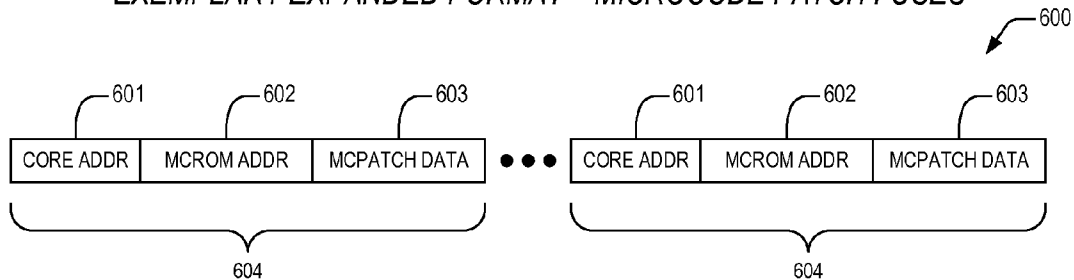 EXEMPLARY EXPANDED FORMAT MICROCODE PATCH FUSES
600
601 602 603 601 602 603
CORE ADDR MCROM ADDR MCPATCH DATA ●●● CORE ADDR MCROM ADDR MCPATCH DATA
604 604